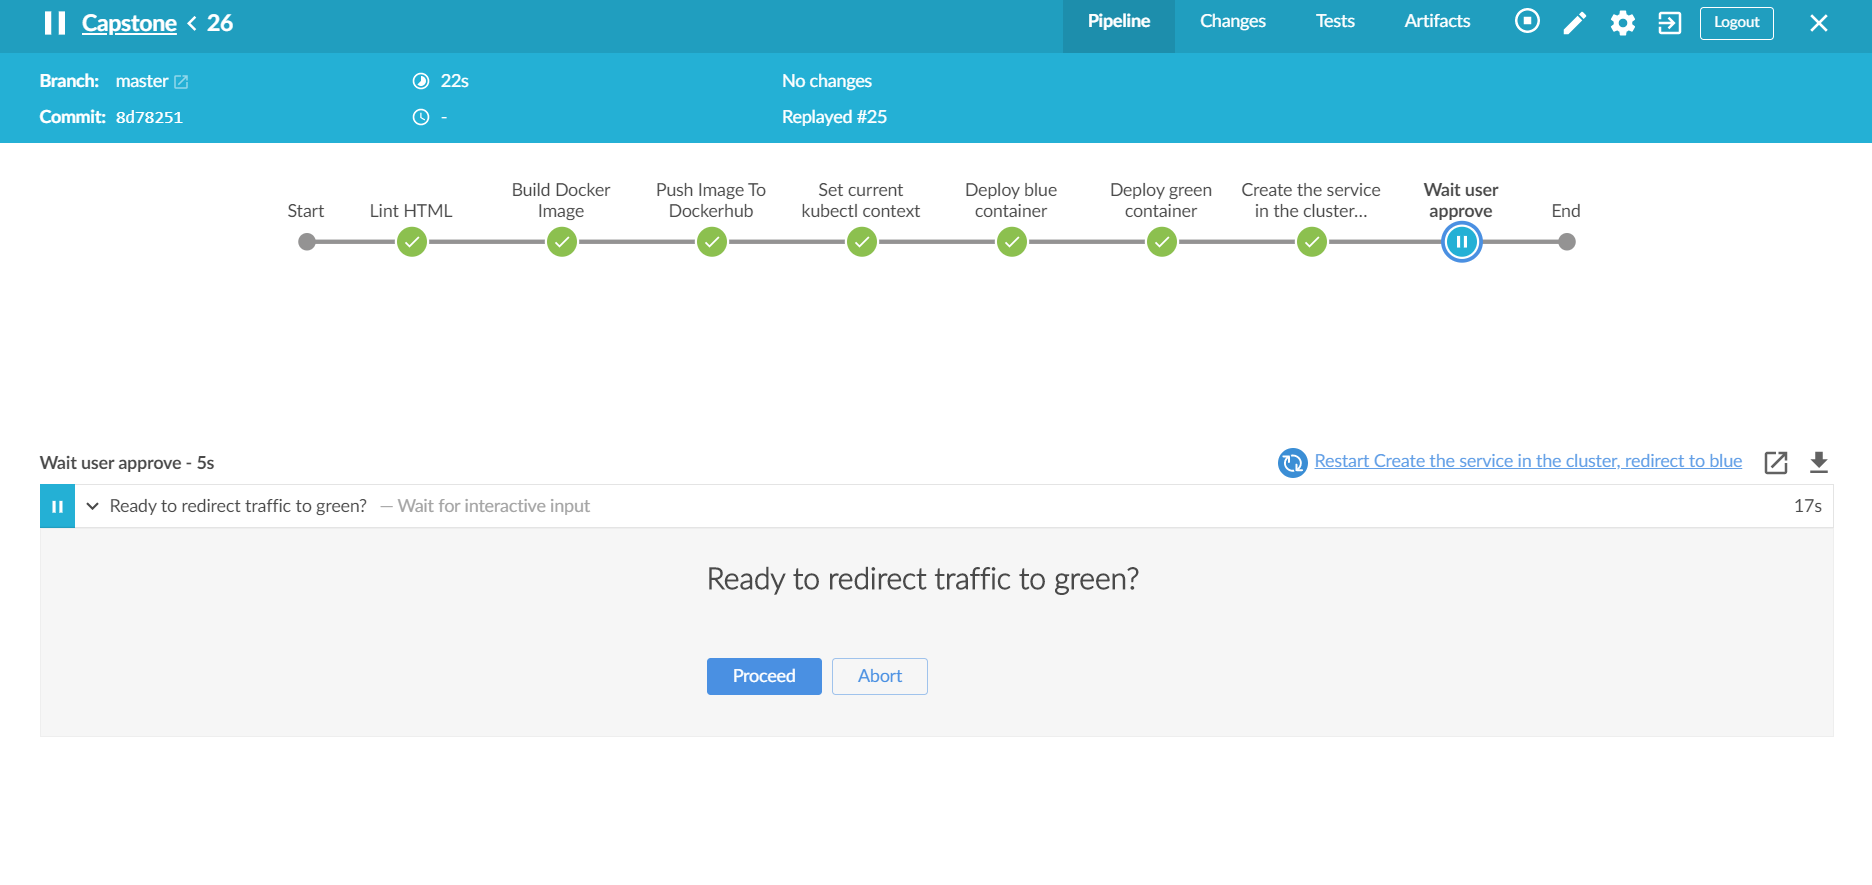 Capstone < 26
Pipeline
Changes
Tests
Artifacts
Logout
Branch: master
22s
No changes
Commit: 8d78251
-
Replayed #25
Start
Lint HTML
Build Docker
Image
Push Image To
Dockerhub
Set current
kubectl context
Deploy blue
container
Deploy green
container
Create the service
in the cluster...
Wait user
approve
End
Wait user approve - 5s
Restart Create the service in the cluster, redirect to blue
Ready to redirect traffic to green? — Wait for interactive input
17s
Ready to redirect traffic to green?
Proceed
Abort